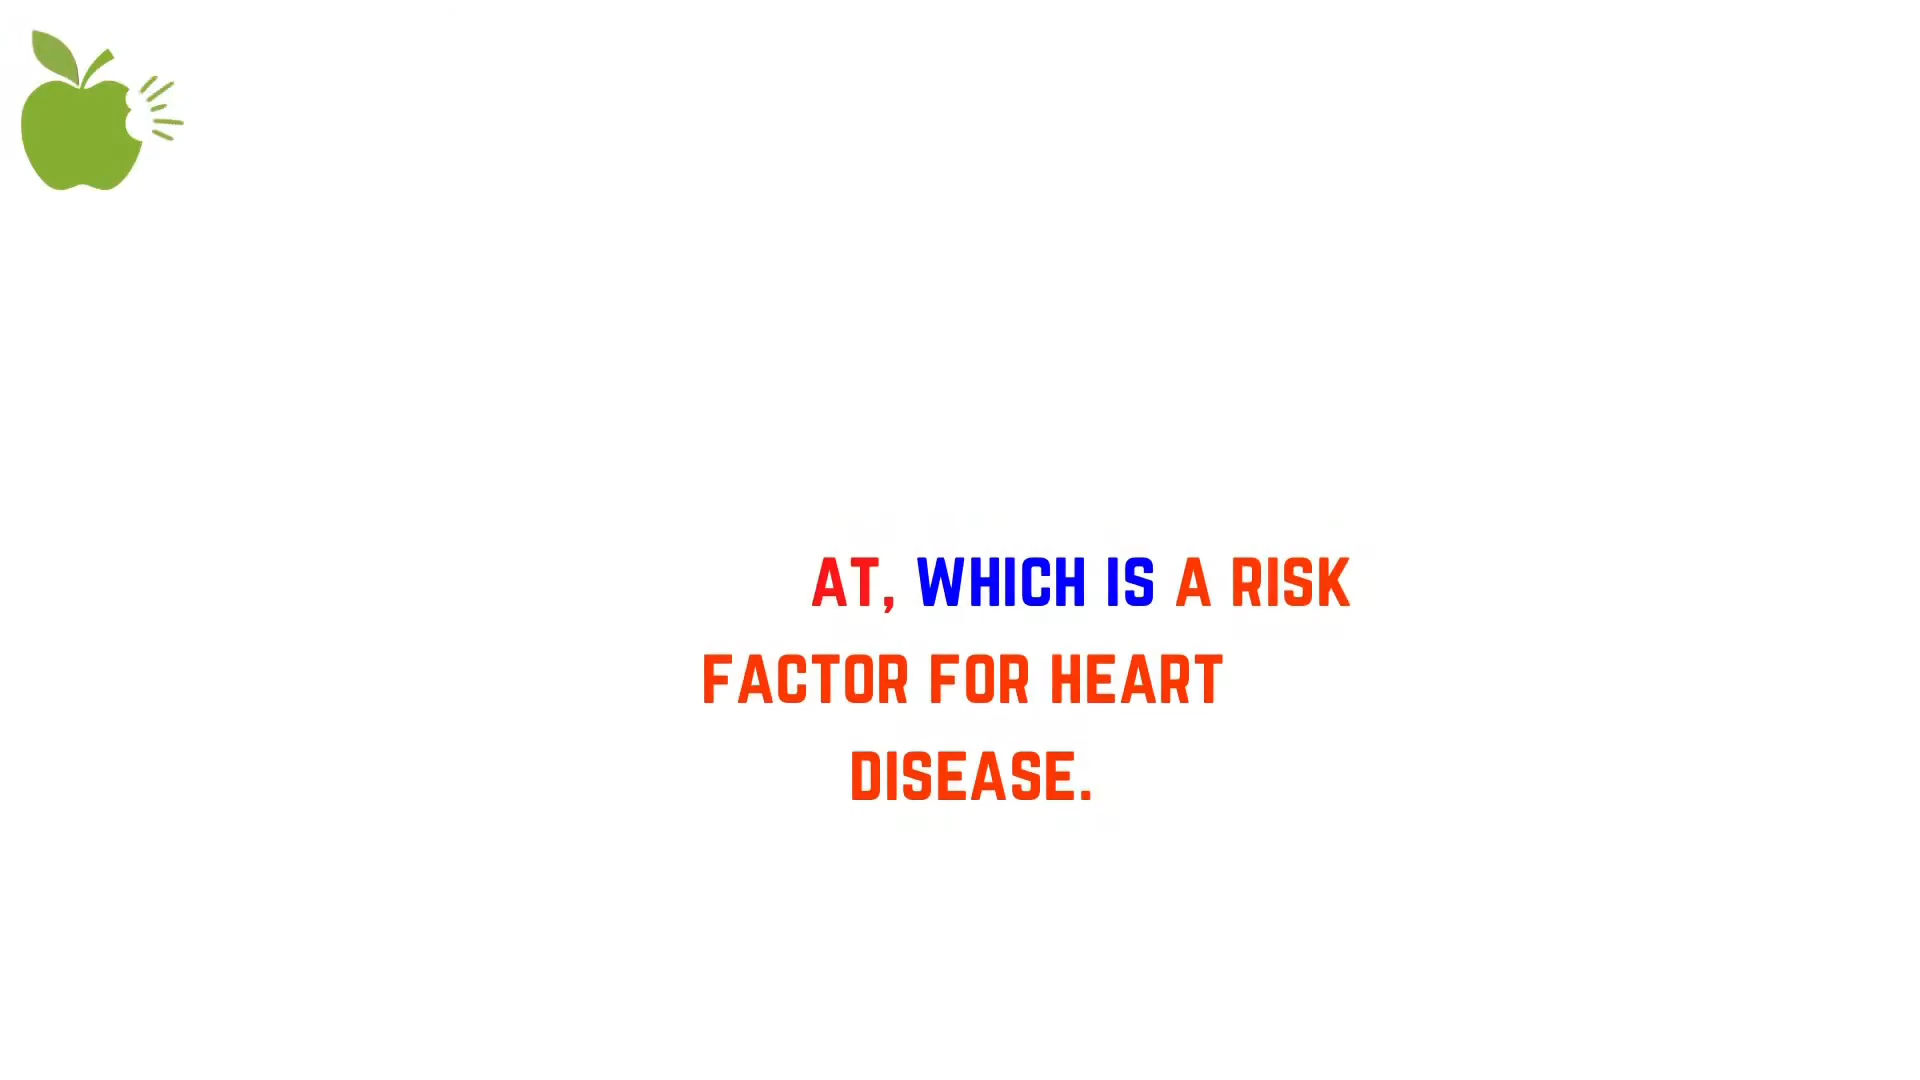 AT, WHICH IS A RISK
FACTOR FOR HEART
DISEASE.